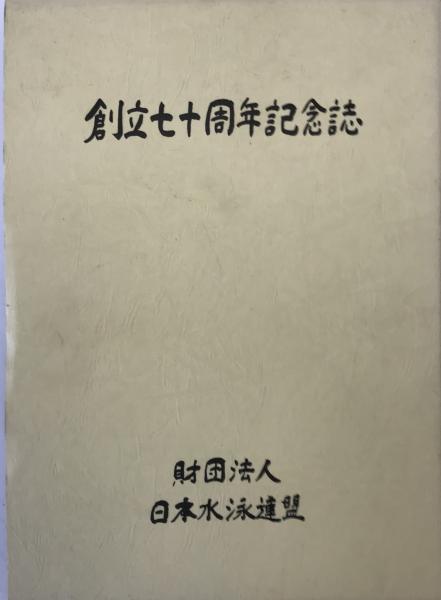 創立七十周年記念誌
財団法人
日本水泳連盟